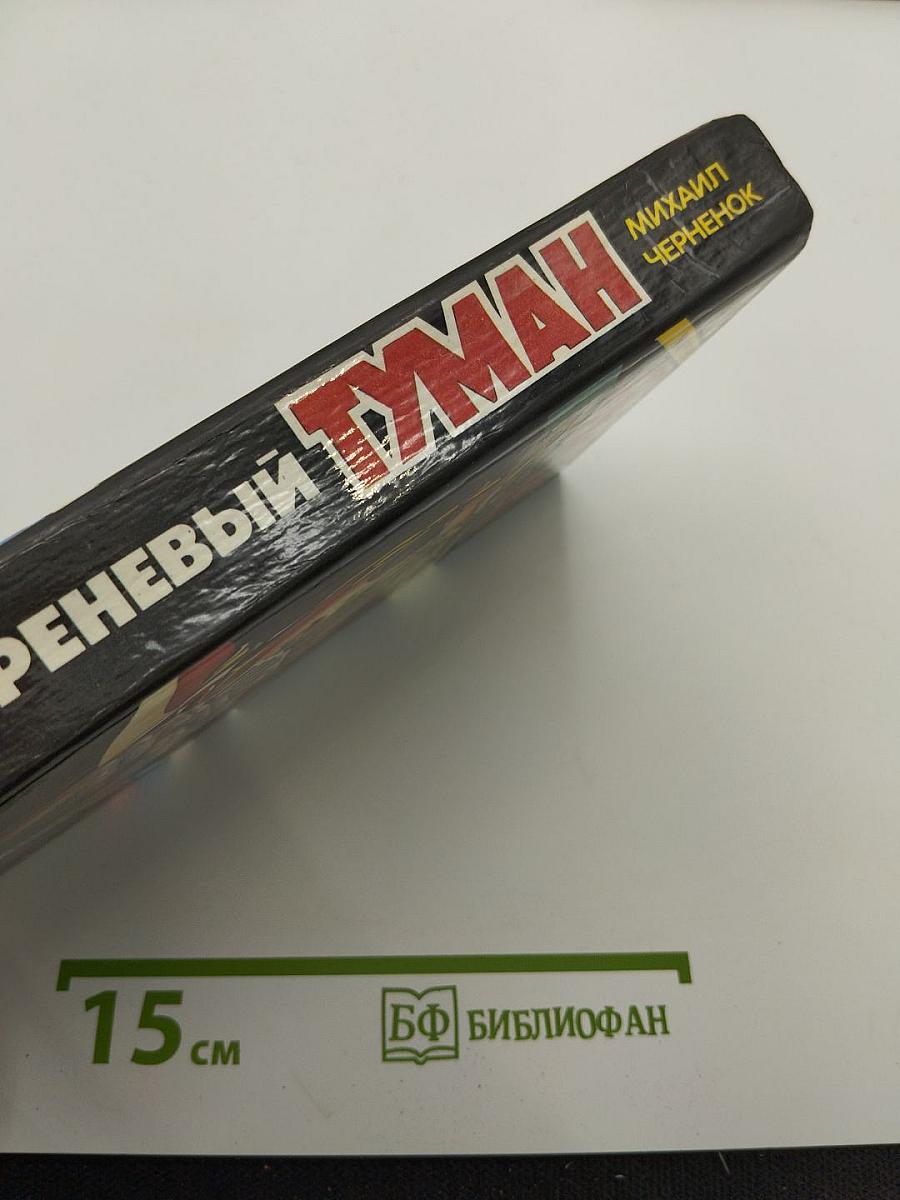 МИХАИЛ
ЧЕРНЕНОК
РЕНЕВЫЙ ТУМАН
15 см
БФ БИБЛИОФАН